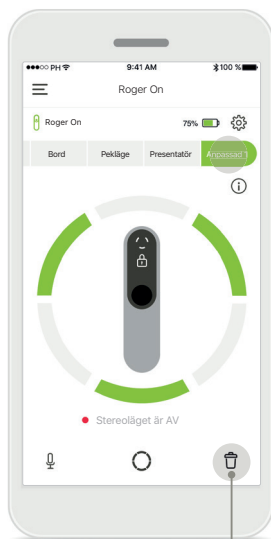 PH 9:41 AM 100 %
Roger On
Roger On 75%
Bord Pekläge Presentatör Anpassad 1
Stereoläget är AV